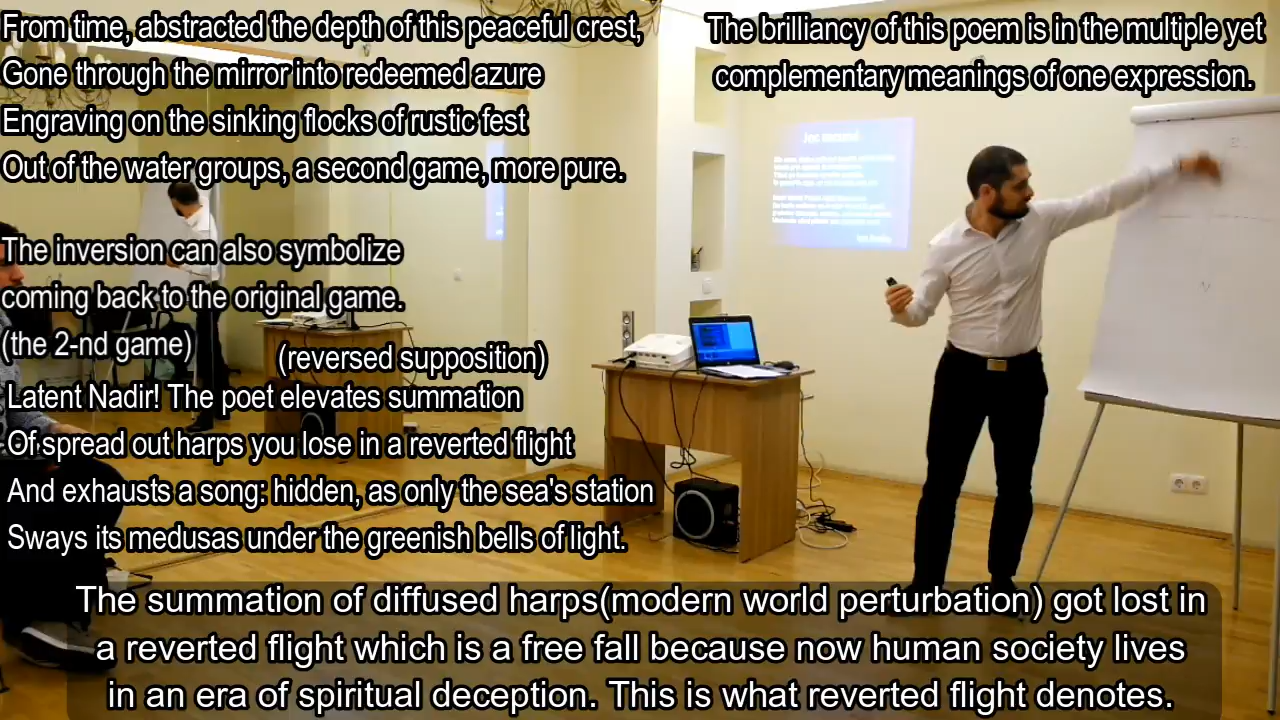 From time, abstracted the depth of this peaceful crest,
Gone through the mirror into redeemed azure
Engraving on the sinking flocks of rustic fest
Out of the water groups, a second game, more pure.
The brilliancy of this poem is in the multiple yet
complementary meanings of one expression.
The inversion can also symbolize
coming back to the original game.
(the 2-nd game)
(reversed supposition)
Latent Nadir! The poet elevates summation
Of spread out harps you lose in a reverted flight
And exhausts a song: hidden, as only the sea's station
Sways its medusas under the greenish bells of light.
The summation of diffused harps(modern world perturbation) got lost in
a reverted flight which is a free fall because now human society lives
in an era of spiritual deception. This is what reverted flight denotes.